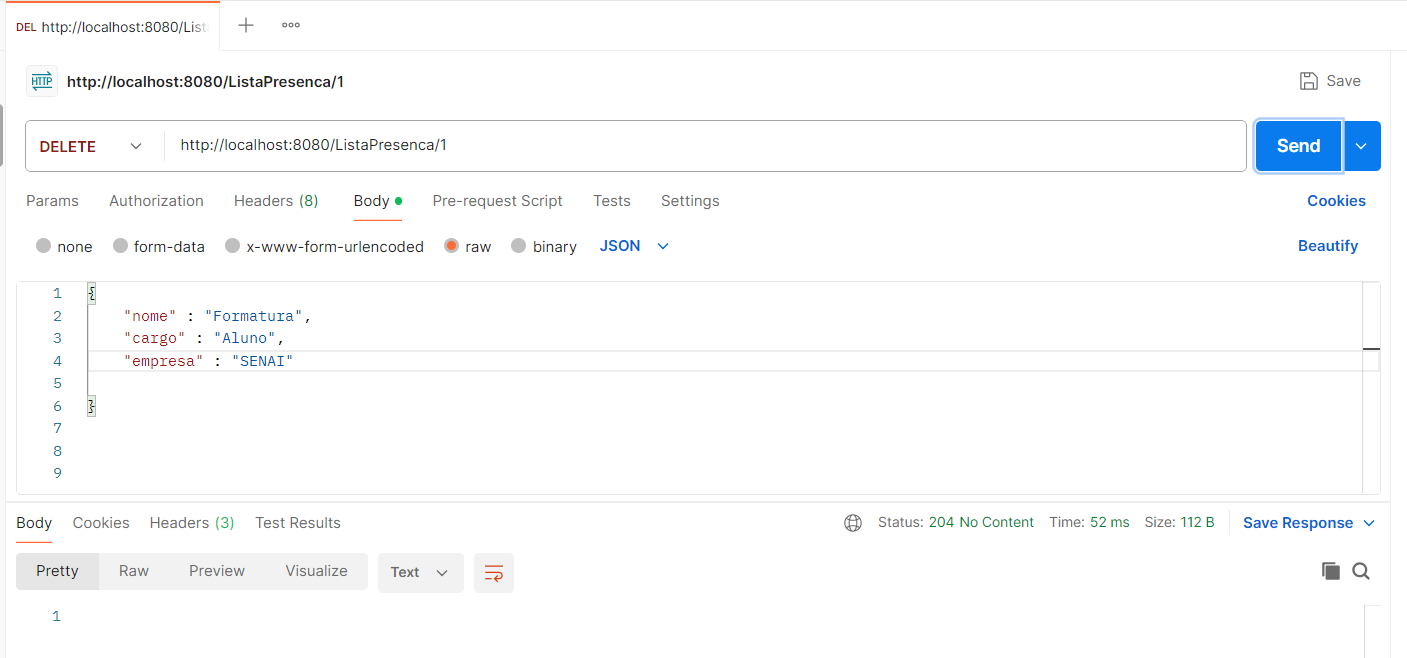 DEL http://localhost:8080/List
HTTP http://localhost:8080/ListaPresenca/1 Save
DELETE http://localhost:8080/ListaPresenca/1 Send
Params Authorization Headers (8) Body Pre-request Script Tests Settings Cookies
none form-data x-www-form-urlencoded raw binary JSON Beautify
1 {
2 "nome" : "Formatura",
3 "cargo" : "Aluno",
4 "empresa" : "SENAI"
5
6 }
7
8
9
Body Cookies Headers (3) Test Results Status: 204 No Content Time: 52 ms Size: 112 B Save Response
Pretty Raw Preview Visualize Text
1